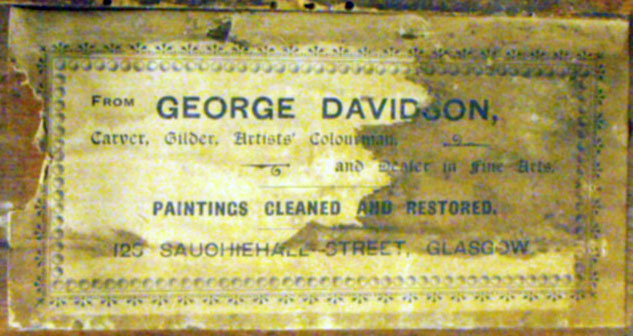 From GEORGE DAVIDSON,
Carver, Gilder, Artists' Colourman,
and Dealer in Fine Arts.
PAINTINGS CLEANED AND RESTORED.
123 SAUCHIEHALL STREET, GLASGOW